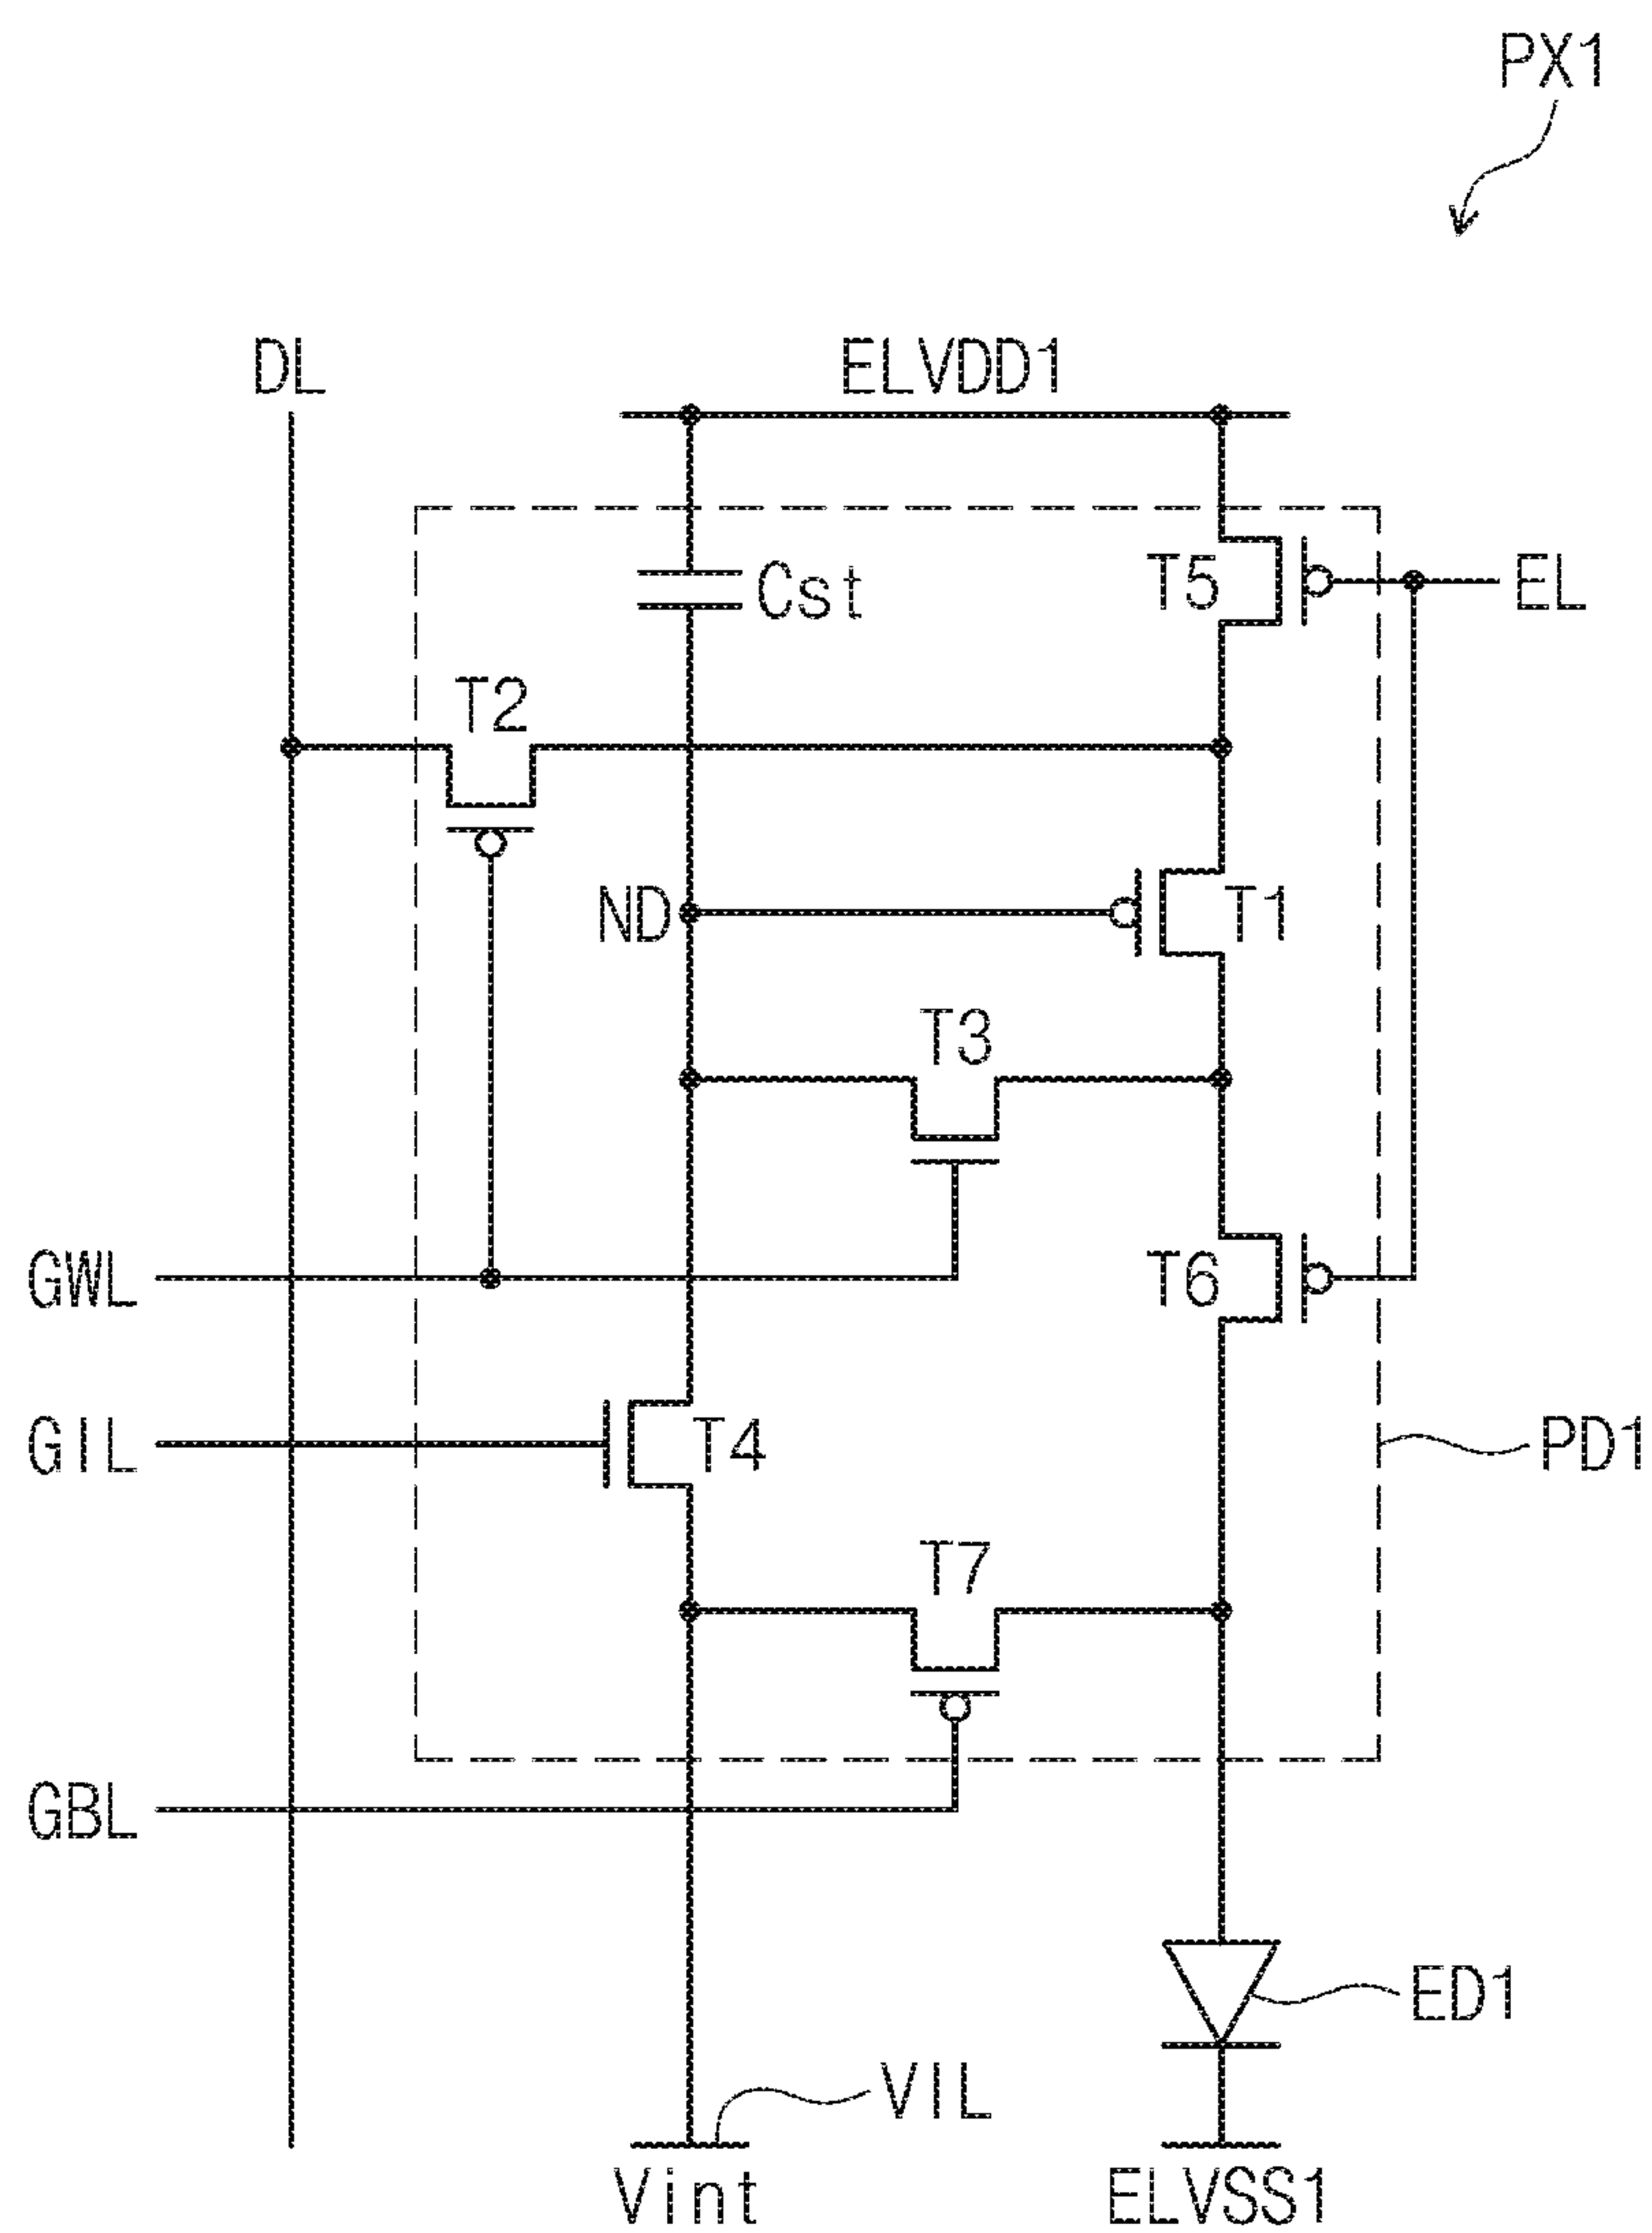 PX1
DL
ELVDD1
Cst
T5
EL
T2
ND
T1
T3
GWL
T6
GIL
T4
PD1
T7
GBL
ED1
VIL
Vint
ELVSS1